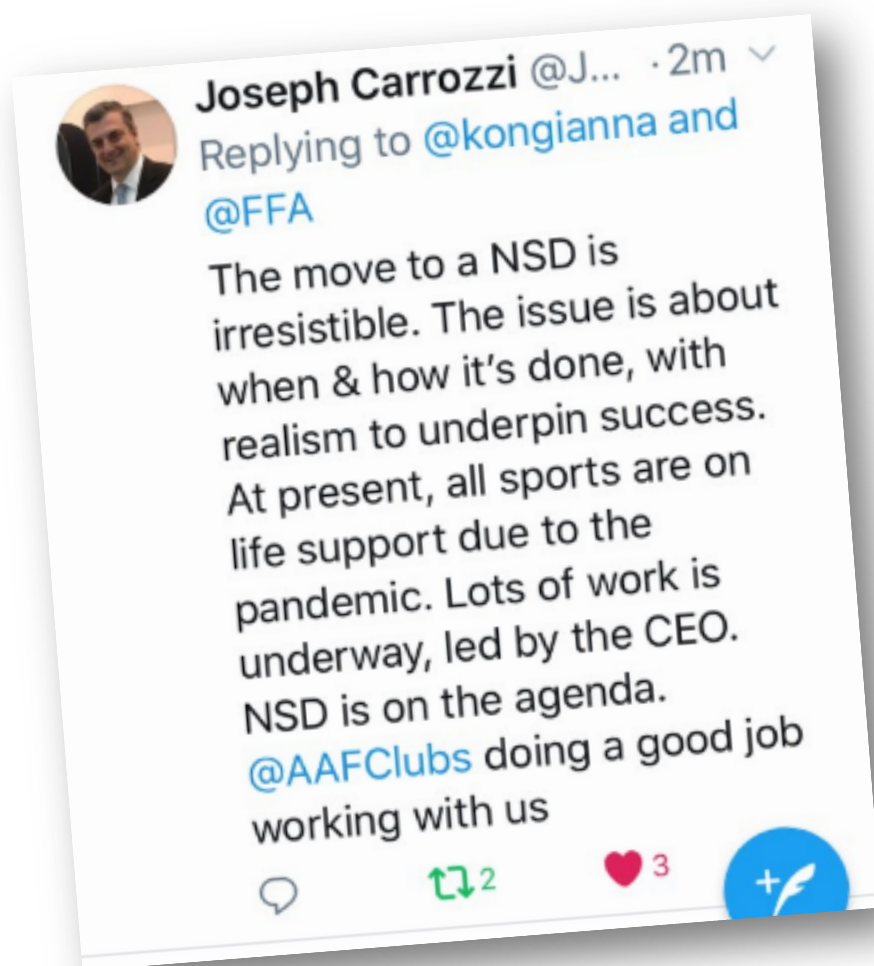 Joseph Carrozzi @J... · 2m
Replying to @kongianna and
@FFA
The move to a NSD is
irresistible. The issue is about
when & how it's done, with
realism to underpin success.
At present, all sports are on
life support due to the
pandemic. Lots of work is
underway, led by the CEO.
NSD is on the agenda.
@AAFClubs doing a good job
working with us
2 3